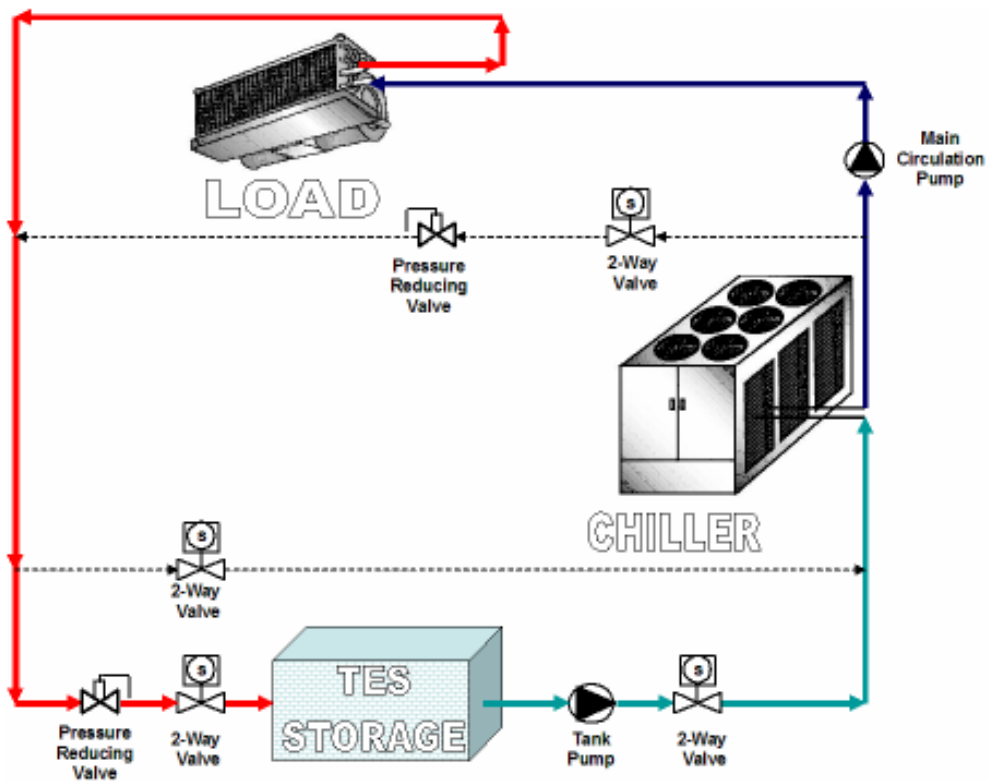 Main
Circulation
Pump
LOAD
S
Pressure
Reducing
Valve
2-Way
Valve
CHILLER
S
2-Way
Valve
S
TES
STORAGE
S
Pressure
Reducing
Valve
2-Way
Valve
Tank
Pump
2-Way
Valve